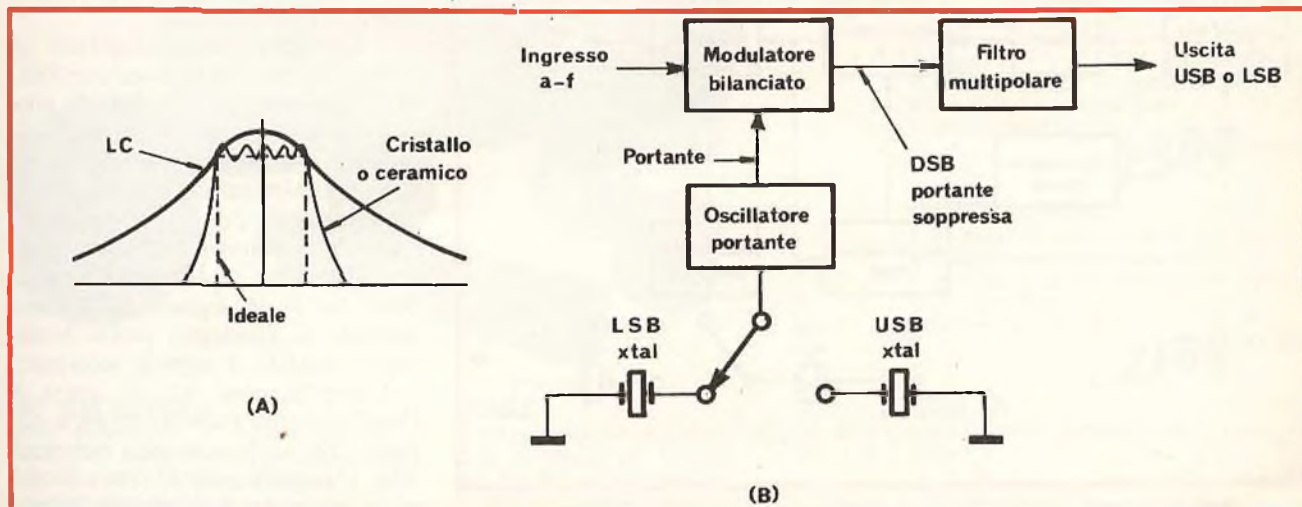 LC
Cristallo
o ceramico
Ideale
(A)
Ingresso
a-f
Modulatore
bilanciato
Filtro
multipolare
Uscita
USB o LSB
Portante
DSB
portante
soppressa
Oscillatore
portante
LSB
xtal
USB
xtal
(B)